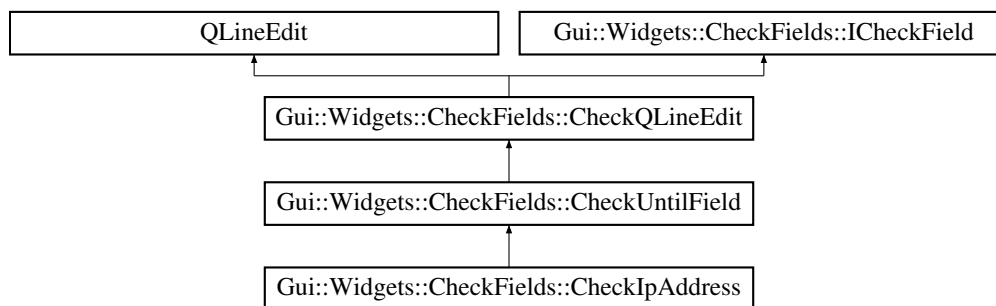 QLineEdit
Gui::Widgets::CheckFields::ICheckField
Gui::Widgets::CheckFields::CheckQLineEdit
Gui::Widgets::CheckFields::CheckUntilField
Gui::Widgets::CheckFields::CheckIpAddress